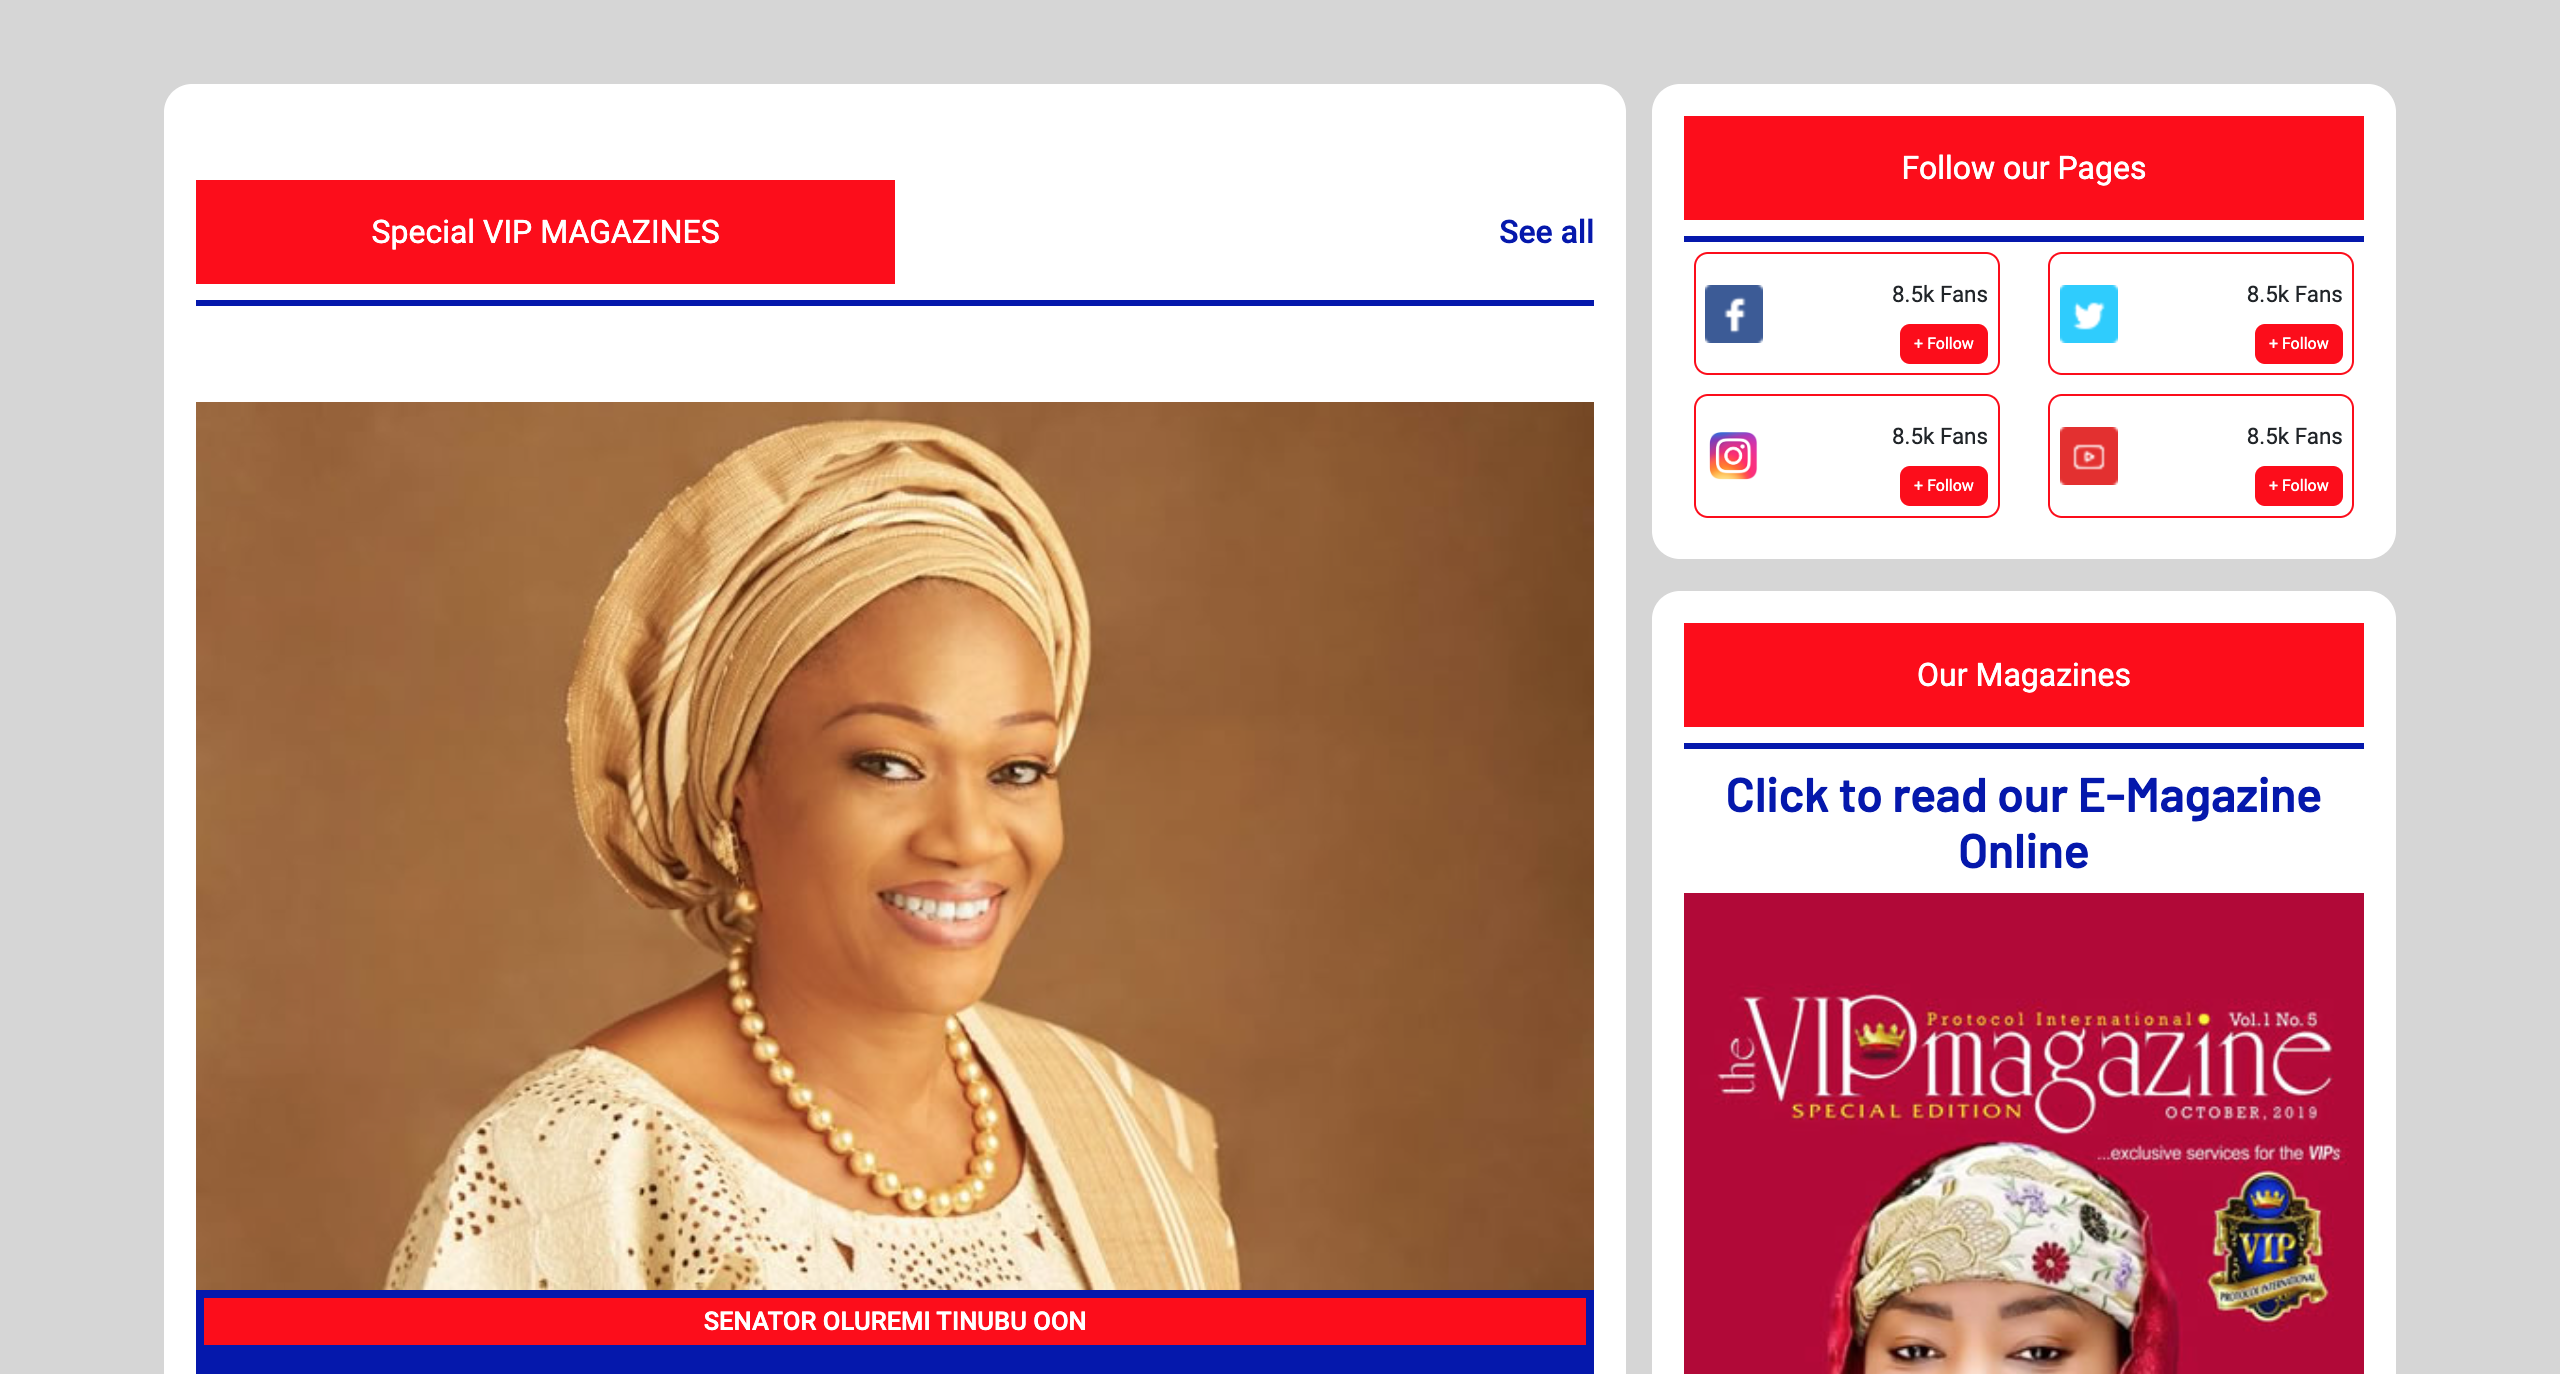 Special VIP MAGAZINES
See all
SENATOR OLUREMI TINUBU OON
Follow our Pages
8.5k Fans
+ Follow
8.5k Fans
+ Follow
8.5k Fans
+ Follow
8.5k Fans
+ Follow
Our Magazines
Click to read our E-Magazine
Online
Protocol International Vol.1 No.5
the VIP magazine
SPECIAL EDITION
OCTOBER, 2019
...exclusive services for the VIPs
VIP
PROTOCOL INTERNATIONAL